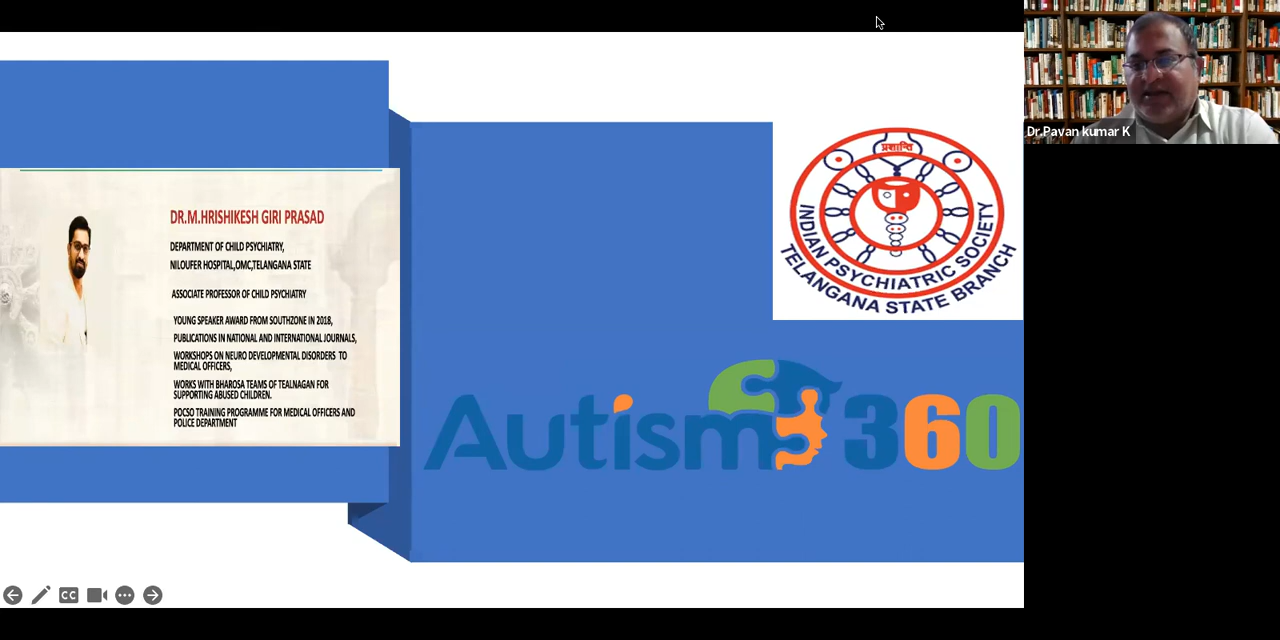 DR.M.HRISHIKESH GIRI PRASAD
DEPARTMENT OF CHILD PSYCHIATRY,
NILOUFER HOSPITAL,OMC,TELANGANA STATE
ASSOCIATE PROFESSOR OF CHILD PSYCHIATRY
YOUNG SPEAKER AWARD FROM SOUTHZONE IN 2018,
PUBLICATIONS IN NATIONAL AND INTERNATIONAL JOURNALS,
WORKSHOPS ON NEURO DEVELOPMENTAL DISORDERS TO
MEDICAL OFFICERS,
WORKS WITH BHAROSA TEAMS OF TEALNAGAN FOR
SUPPORTING ABUSED CHILDREN.
POCSO TRAINING PROGRAMME FOR MEDICAL OFFICERS AND
POLICE DEPARTMENT
प्रशान्ति
INDIAN PSYCHIATRIC SOCIETY
TELANGANA STATE BRANCH
Autism 360
Dr.Pavan kumar K
CC